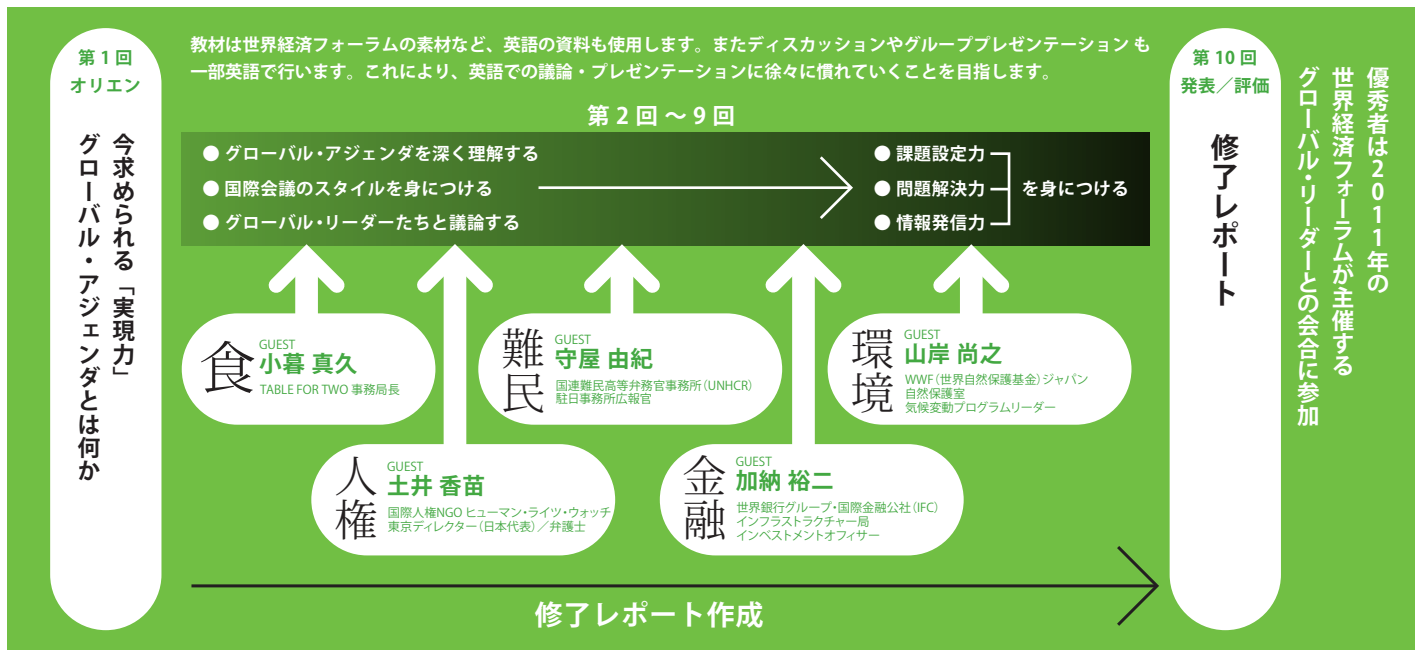 第1回
オリエン
今求められる「実現力」
グローバル・アジェンダとは何か
教材は世界経済フォーラムの素材など、英語の資料も使用します。またディスカッションやグループプレゼンテーション も
一部英語で行います。これにより、英語での議論・プレゼンテーションに徐々に慣れていくことを目指します。
第2回〜9回
● グローバル・アジェンダを深く理解する
● 国際会議のスタイルを身につける
● グローバル・リーダーたちと議論する
● 課題設定力
● 問題解決力
● 情報発信力
を身につける
食
GUEST
小暮 真久
TABLE FOR TWO 事務局長
難民
GUEST
守屋 由紀
国連難民高等弁務官事務所(UNHCR)
駐日事務所広報官
環境
GUEST
山岸 尚之
WWF(世界自然保護基金)ジャパン
自然保護室
気候変動プログラムリーダー
人権
GUEST
土井 香苗
国際人権NGO ヒューマン・ライツ・ウォッチ
東京ディレクター(日本代表)/弁護士
金融
GUEST
加納 裕二
世界銀行グループ・国際金融公社(IFC)
インフラストラクチャー局
インベストメントオフィサー
修了レポート作成
第10回
発表/評価
修了レポート
優秀者は2011年の
世界経済フォーラムが主催する
グローバル・リーダーとの会合に参加